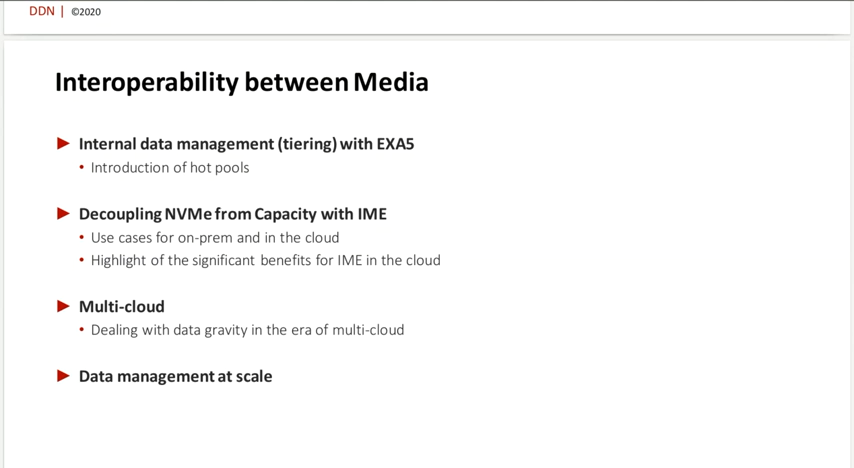 DDN | ©2020
Interoperability between Media
► Internal data management (tiering) with EXA5
• Introduction of hot pools
► Decoupling NVMe from Capacity with IME
• Use cases for on-prem and in the cloud
• Highlight of the significant benefits for IME in the cloud
► Multi-cloud
• Dealing with data gravity in the era of multi-cloud
► Data management at scale